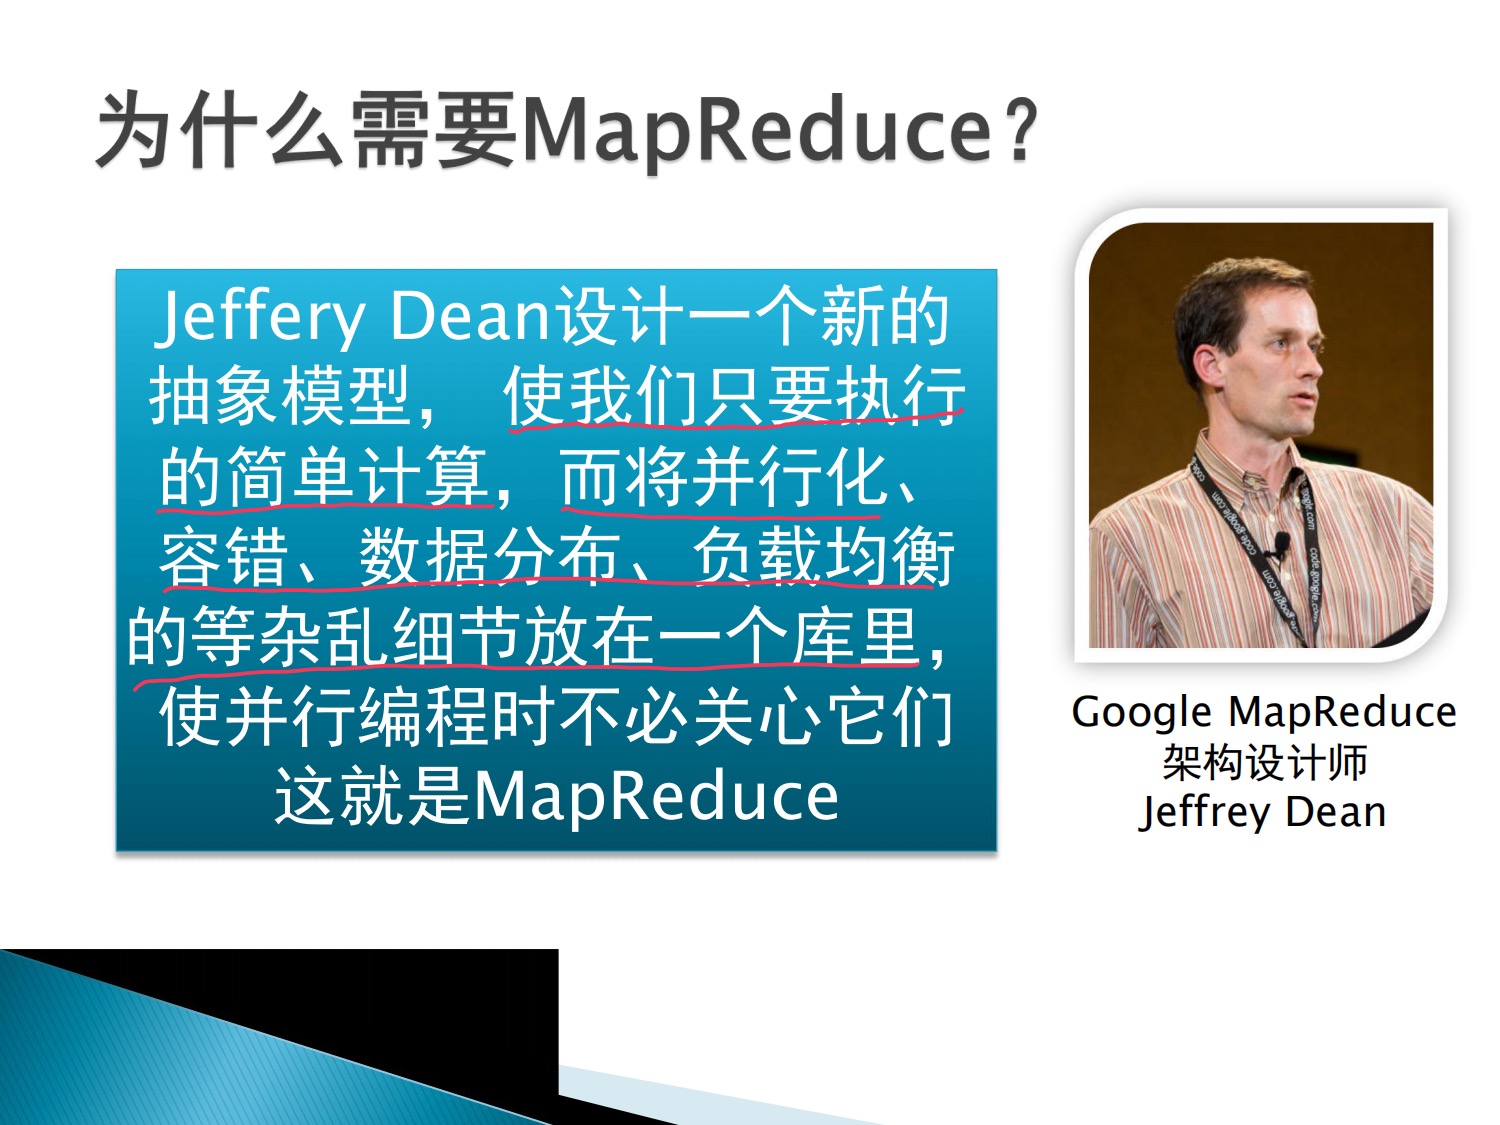 为什么需要MapReduce?
Jeffery Dean设计一个新的
抽象模型， 使我们只要执行
的简单计算，而将并行化、
容错、数据分布、负载均衡
的等杂乱细节放在一个库里，
使并行编程时不必关心它们
这就是MapReduce
code.google.com
code.google.com
Google MapReduce
架构设计师
Jeffrey Dean